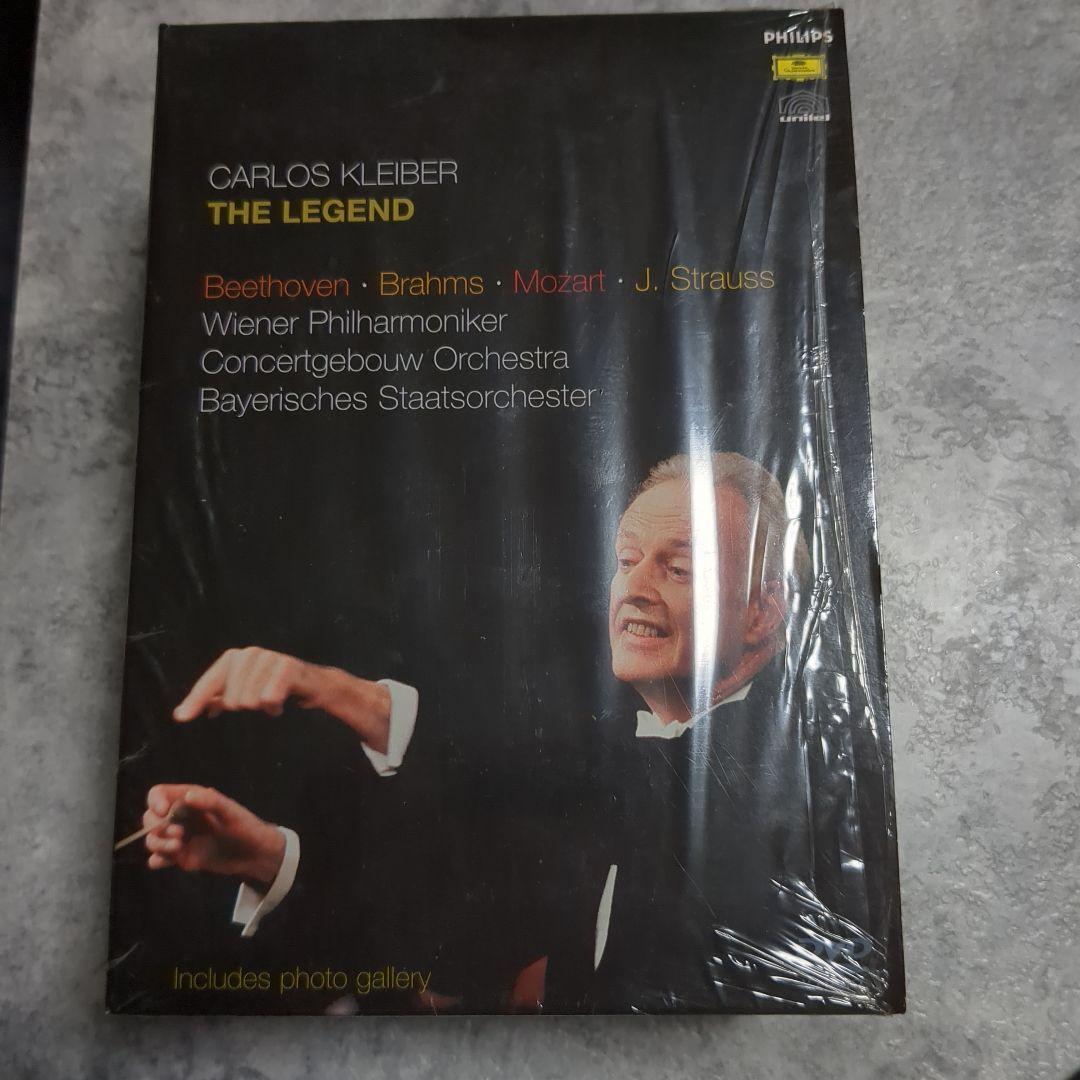 PHILIPS
unitel
CARLOS KLEIBER
THE LEGEND
Beethoven · Brahms · Mozart · J. Strauss
Wiener Philharmoniker
Concertgebouw Orchestra
Bayerisches Staatsorchester
Includes photo gallery
DVD